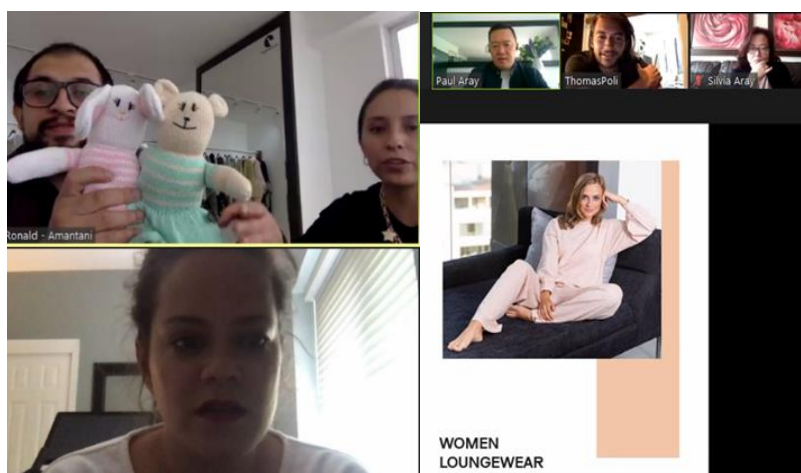 Ronald - Amantani
Paul Aray
ThomasPoli
Silvia Aray
WOMEN
LOUNGEWEAR